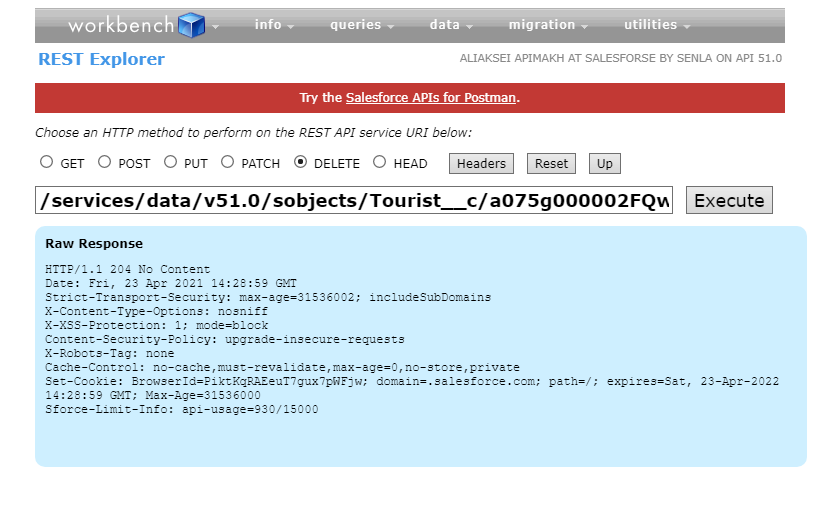 workbench info queries data migration utilities
REST Explorer ALIAKSEI APIMAKH AT SALESFORSE BY SENLA ON API 51.0
Try the Salesforce APIs for Postman.
Choose an HTTP method to perform on the REST API service URI below:
GET POST PUT PATCH DELETE HEAD Headers Reset Up
/services/data/v51.0/sobjects/Tourist__c/a075g000002FQw Execute
Raw Response
HTTP/1.1 204 No Content
Date: Fri, 23 Apr 2021 14:28:59 GMT
Strict-Transport-Security: max-age=31536002; includeSubDomains
X-Content-Type-Options: nosniff
X-XSS-Protection: 1; mode=block
Content-Security-Policy: upgrade-insecure-requests
X-Robots-Tag: none
Cache-Control: no-cache,must-revalidate,max-age=0,no-store,private
Set-Cookie: BrowserId=PiktKqRAEeuT7gux7pWFjw; domain=.salesforce.com; path=/; expires=Sat, 23-Apr-2022
14:28:59 GMT; Max-Age=31536000
Sforce-Limit-Info: api-usage=930/15000